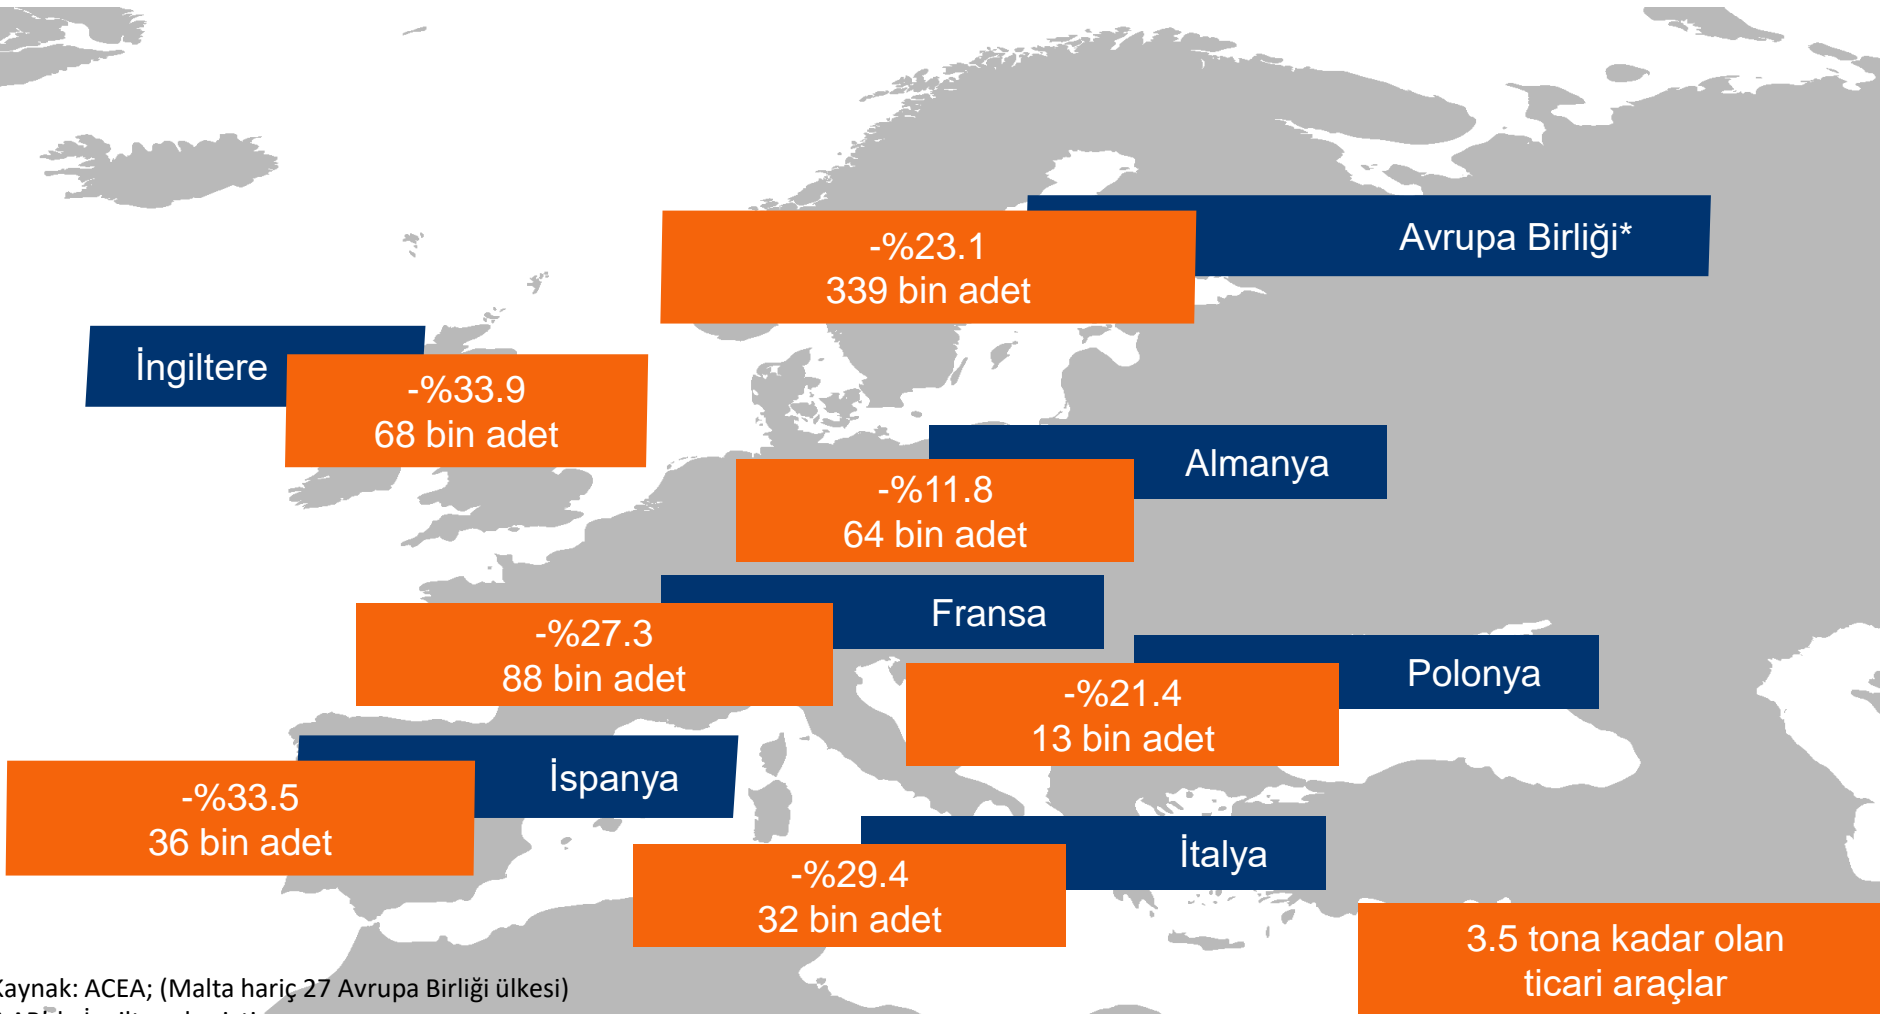 Avrupa Birliği*
-%23.1
339 bin adet
İngiltere
-%33.9
68 bin adet
Almanya
-%11.8
64 bin adet
Fransa
-%27.3
88 bin adet
Polonya
-%21.4
13 bin adet
İspanya
-%33.5
36 bin adet
İtalya
-%29.4
32 bin adet
3.5 tona kadar olan
ticari araçlar
Kaynak: ACEA; (Malta hariç 27 Avrupa Birliği ülkesi)